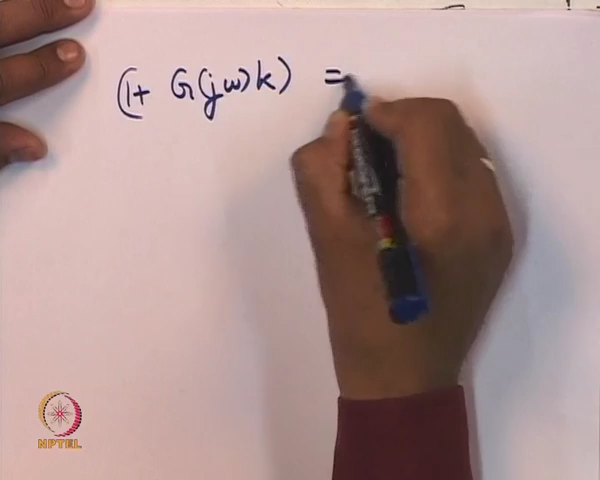 (1+ G(jω)k) =
NPTEL